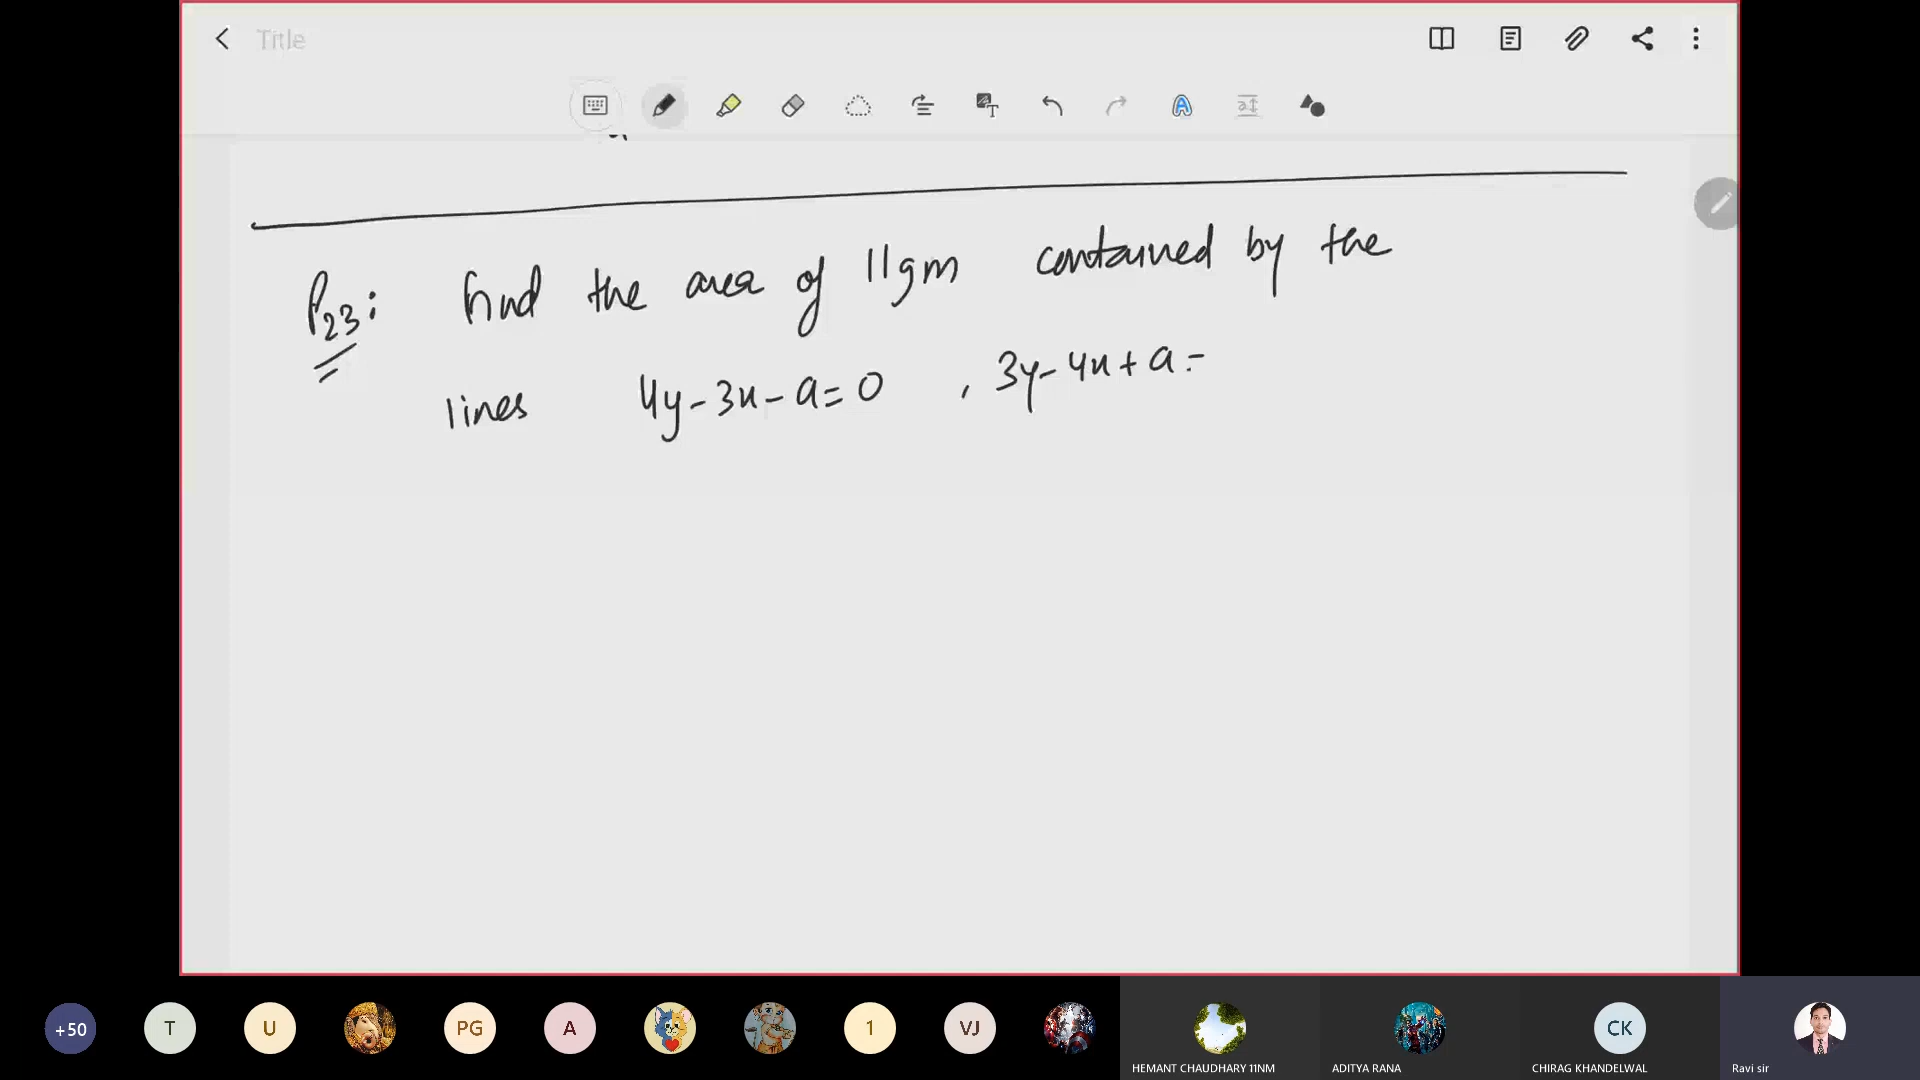 Title
P23: find the area of ||gm contained by the
lines 4y-3x-a=0 , 3y-4x+a=
+50
T
U
PG
A
1
VJ
HEMANT CHAUDHARY 11NM
ADITYA RANA
CK
CHIRAG KHANDELWAL
Ravi sir